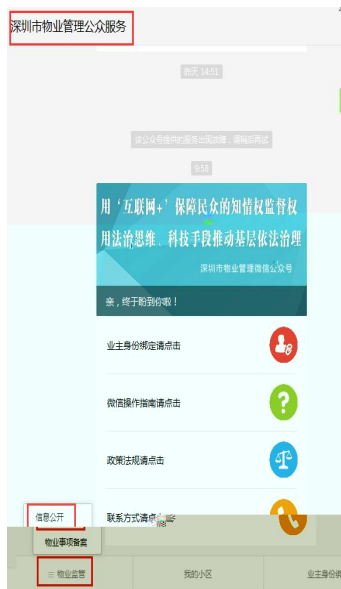 深圳市物业管理公众服务
昨天 14:51
该公众号提供的服务出现故障，请稍后再试
9:58
用‘互联网+’保障民众的知情权监督权
用法治思维、科技手段推动基层依法治理
深圳市物业管理微信公众号
亲，终于盼到你啦！
业主身份绑定请点击
微信操作指南请点击
政策法规请点击
信息公开
联系方式请点
物业事项备案
物业监管
我的小区
业主身份绑